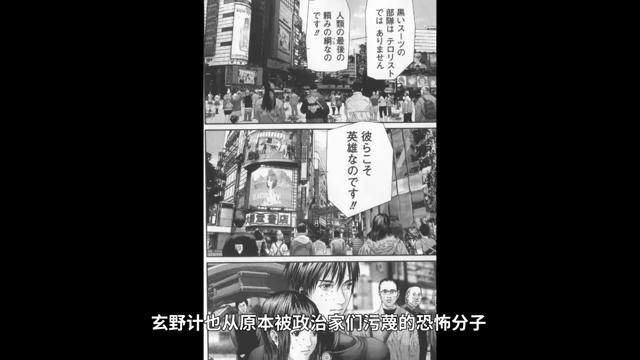 黒いスーツの
部隊は テロリスト
では ありません
人類の最後の
頼みの綱なの
です!!
彼らこそ
英雄なのです!!
玄野计也从原本被政治家们污蔑的恐怖分子